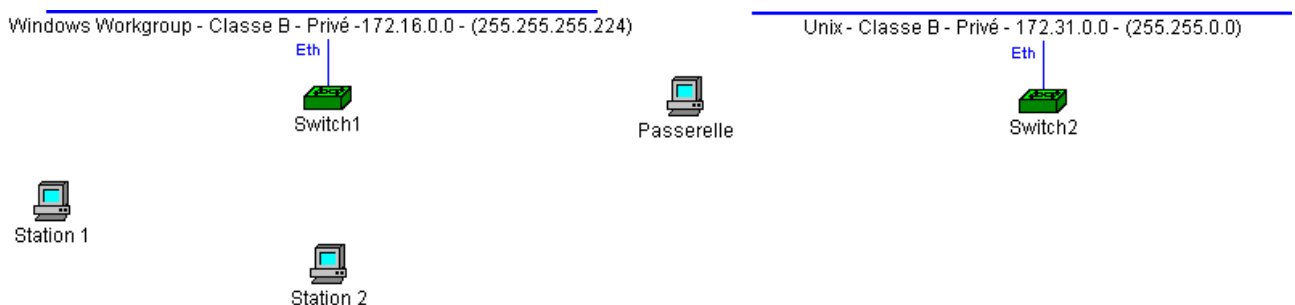 Windows Workgroup - Classe B - Privé -172.16.0.0 - (255.255.255.224)
Unix - Classe B - Privé - 172.31.0.0 - (255.255.0.0)
Eth
Eth
Switch1
Passerelle
Switch2
Station 1
Station 2